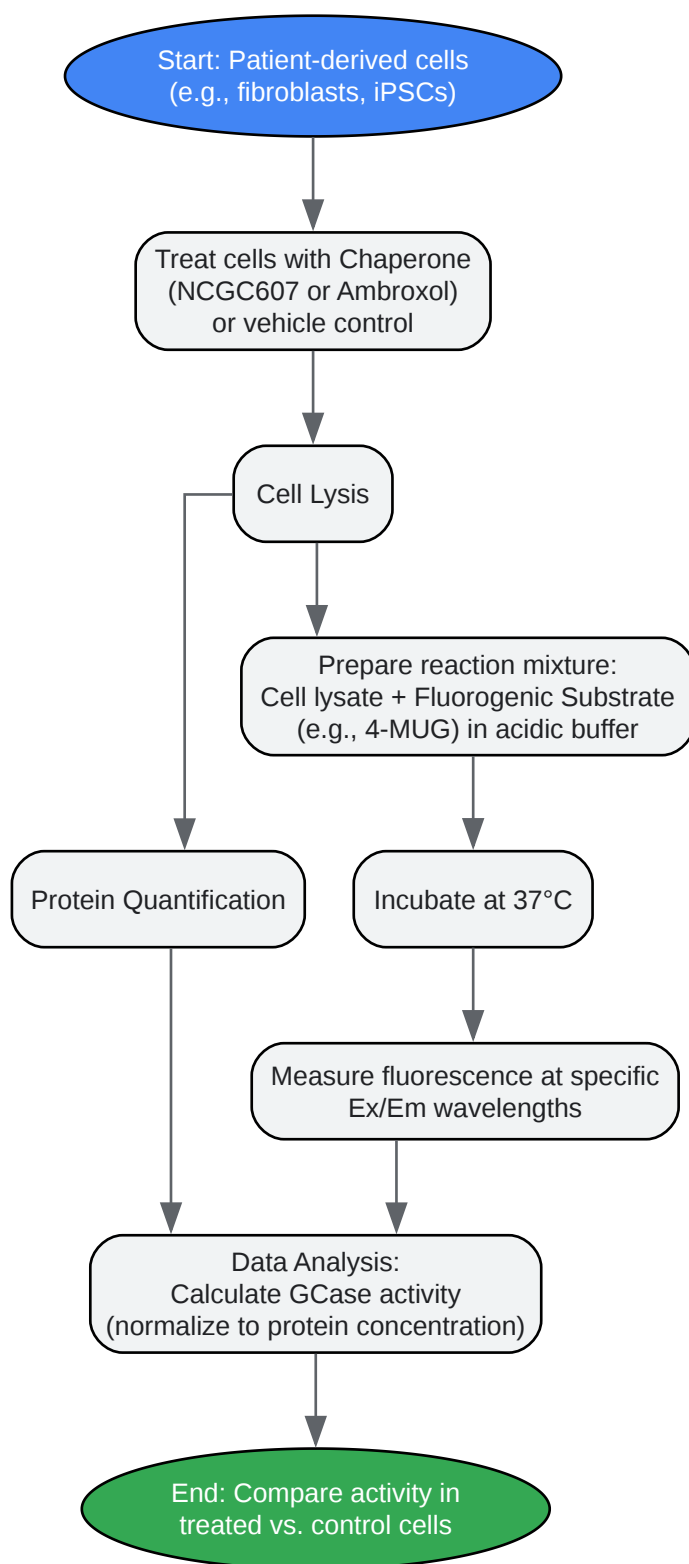 Start: Patient-derived cells
(e.g., fibroblasts, iPSCs)
Treat cells with Chaperone
(NCGC607 or Ambroxol)
or vehicle control
Cell Lysis
Prepare reaction mixture:
Cell lysate + Fluorogenic Substrate
(e.g., 4-MUG) in acidic buffer
Protein Quantification
Incubate at 37°C
Measure fluorescence at specific
Ex/Em wavelengths
Data Analysis:
Calculate GCase activity
(normalize to protein concentration)
End: Compare activity in
treated vs. control cells